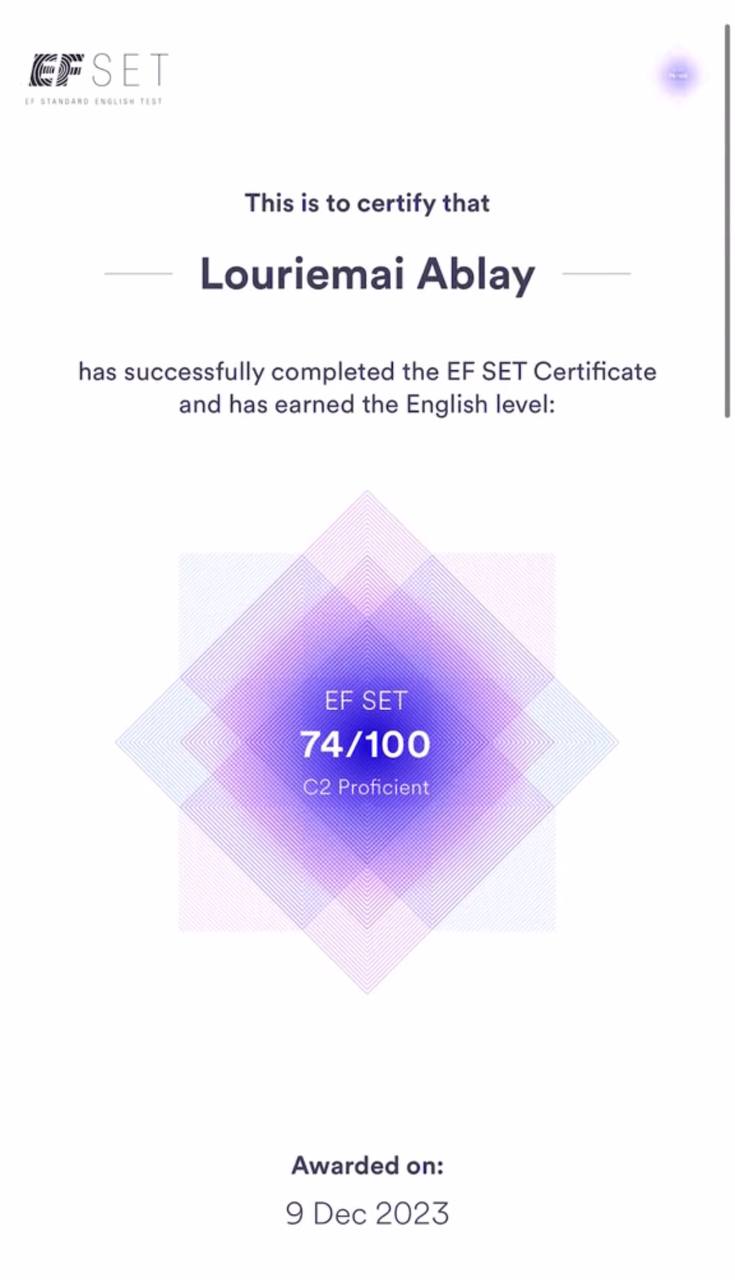 EF SET
EF STANDARD ENGLISH TEST
This is to certify that
Louriemai Ablay
has successfully completed the EF SET Certificate
and has earned the English level:
EF SET
74/100
C2 Proficient
Awarded on:
9 Dec 2023